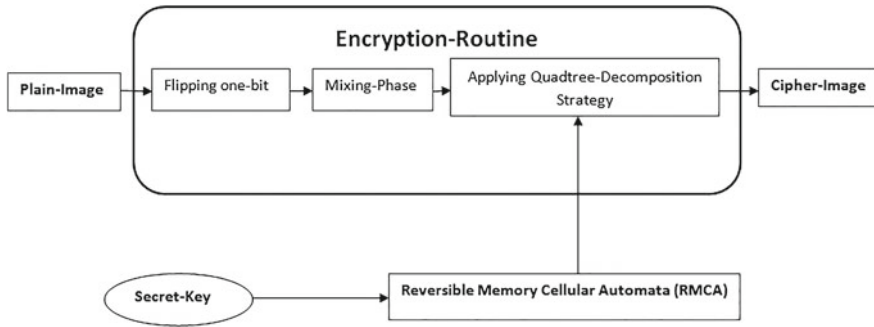 Encryption-Routine
Plain-Image
Flipping one-bit
Mixing-Phase
Applying Quadtree-Decomposition
Strategy
Cipher-Image
Secret-Key
Reversible Memory Cellular Automata (RMCA)